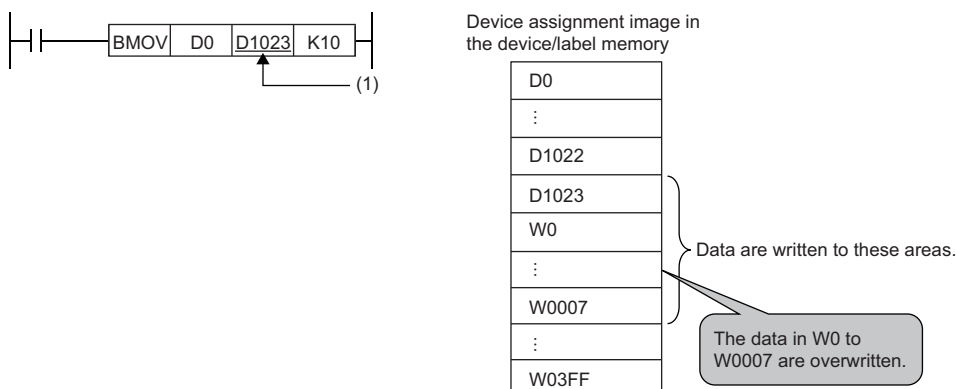 BMOV D0 D1023 K10
(1)
Device assignment image in
the device/label memory
D0
⋮
D1022
D1023
W0
⋮
W0007
⋮
W03FF
Data are written to these areas.
The data in W0 to
W0007 are overwritten.